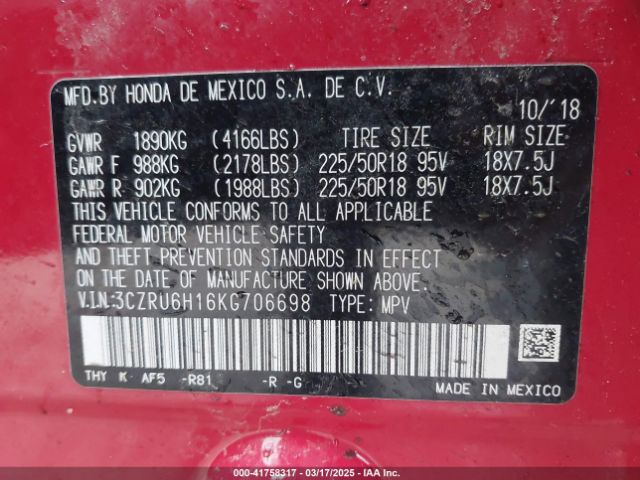 MFD.BY HONDA DE MEXICO S.A. DE C.V.
10/'18
GVWR 1890KG (4166LBS) TIRE SIZE RIM SIZE
GAWR F 988KG (2178LBS) 225/50R18 95V 18X7.5J
GAWR R 902KG (1988LBS) 225/50R18 95V 18X7.5J
THIS VEHICLE CONFORMS TO ALL APPLICABLE
FEDERAL MOTOR VEHICLE SAFETY
AND THEFT PREVENTION STANDARDS IN EFFECT
ON THE DATE OF MANUFACTURE SHOWN ABOVE.
V.I.N:3CZRU6H16KG706698 TYPE: MPV
THY K AF5 -R81 -R -G
MADE IN MEXICO
000-41758317 - 03/17/2025 - IAA Inc.